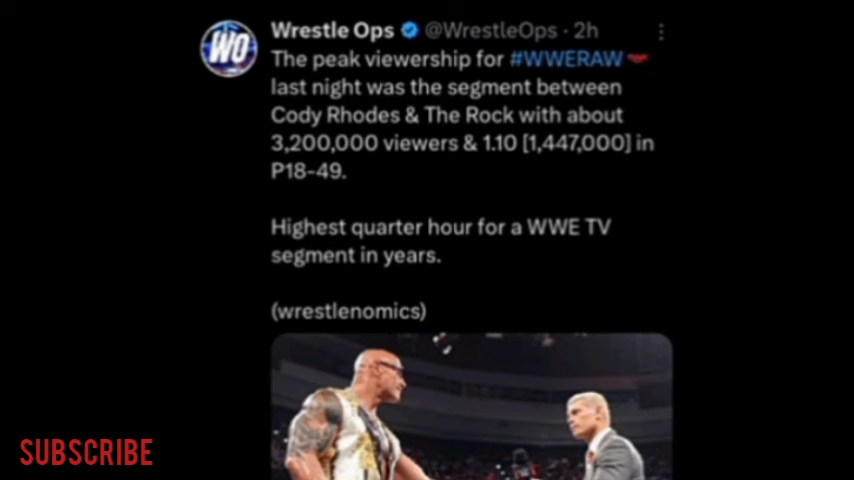 WO
Wrestle Ops @WrestleOps · 2h
The peak viewership for #WWERAW
last night was the segment between
Cody Rhodes & The Rock with about
3,200,000 viewers & 1.10 [1,447,000] in
P18-49.
Highest quarter hour for a WWE TV
segment in years.
(wrestlenomics)
SUBSCRIBE